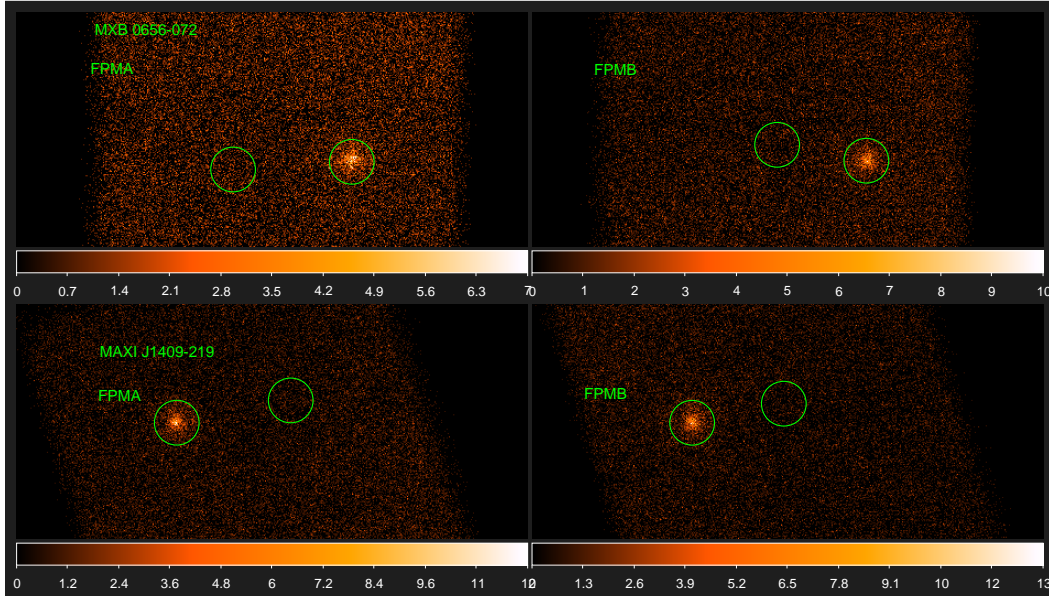 MXB 0656-072
FPMA
FPMB
0 0.7 1.4 2.1 2.8 3.5 4.2 4.9 5.6 6.3 7
0 1 2 3 4 5 6 7 8 9 10
MAXI J1409-219
FPMA
FPMB
0 1.2 2.4 3.6 4.8 6 7.2 8.4 9.6 11 12
1.3 2.6 3.9 5.2 6.5 7.8 9.1 10 12 13